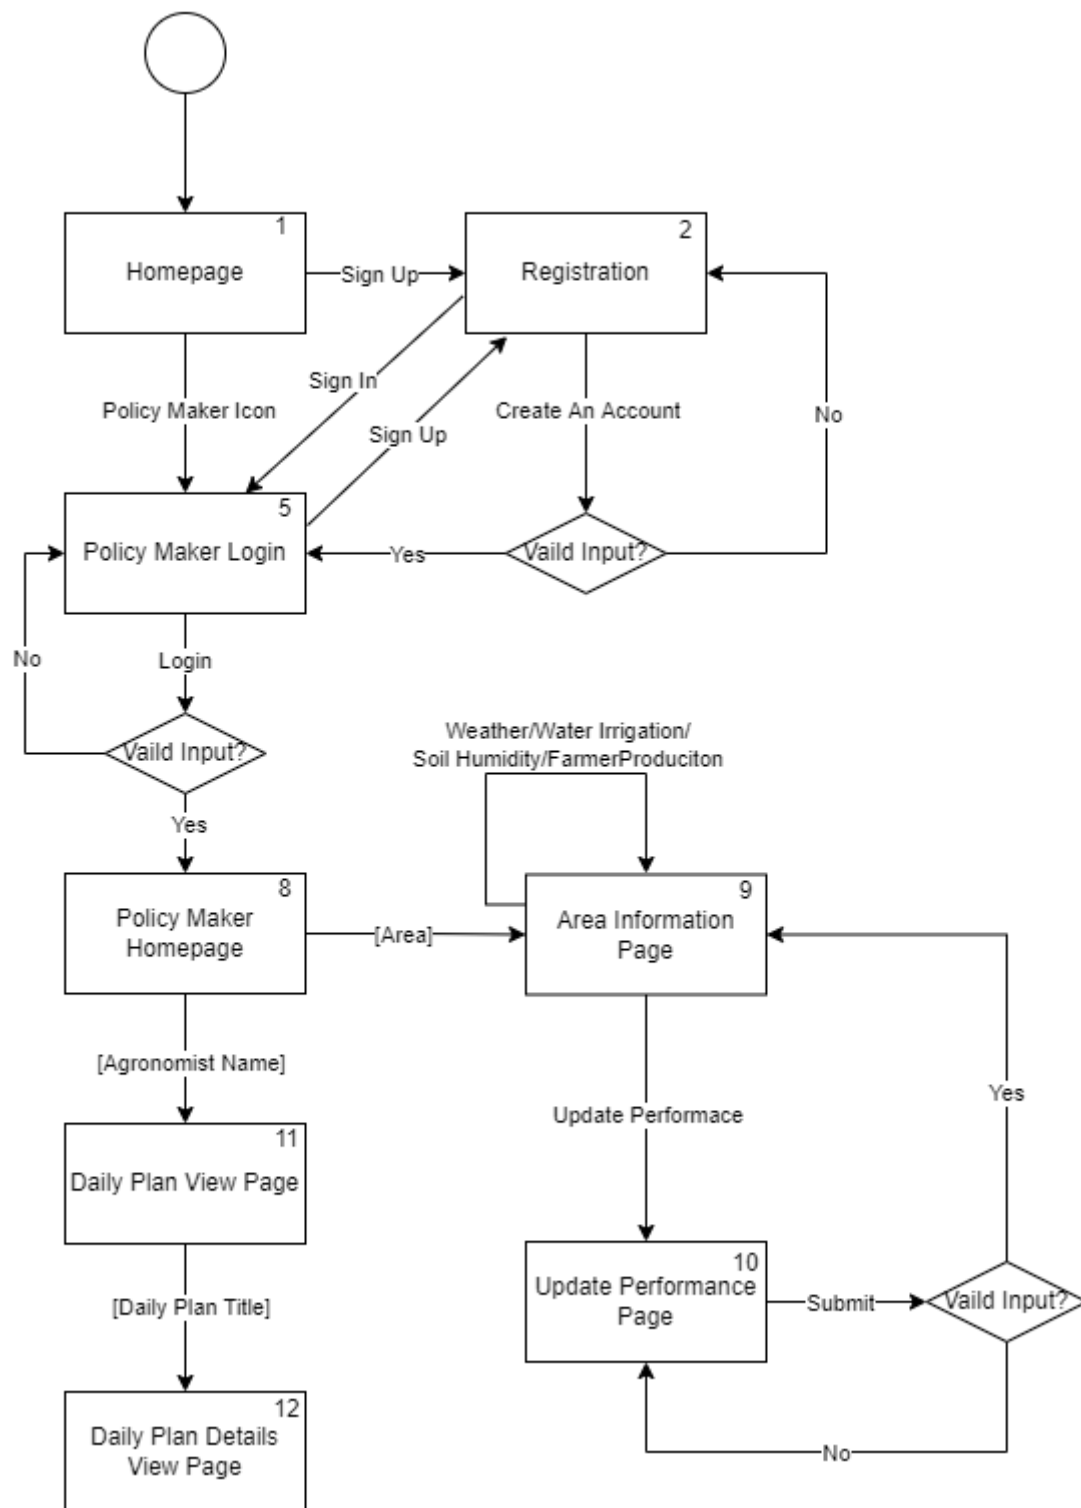 1
Homepage
Sign Up
2
Registration
Sign In
Policy Maker Icon
Sign Up
Create An Account
No
5
Policy Maker Login
Yes
Vaild Input?
No
Login
Vaild Input?
Yes
Weather/Water Irrigation/
Soil Humidity/FarmerProduciton
8
Policy Maker
Homepage
[Area]
9
Area Information
Page
[Agronomist Name]
Yes
Update Performace
11
Daily Plan View Page
10
Update Performance
Page
Submit
Vaild Input?
[Daily Plan Title]
No
12
Daily Plan Details
View Page